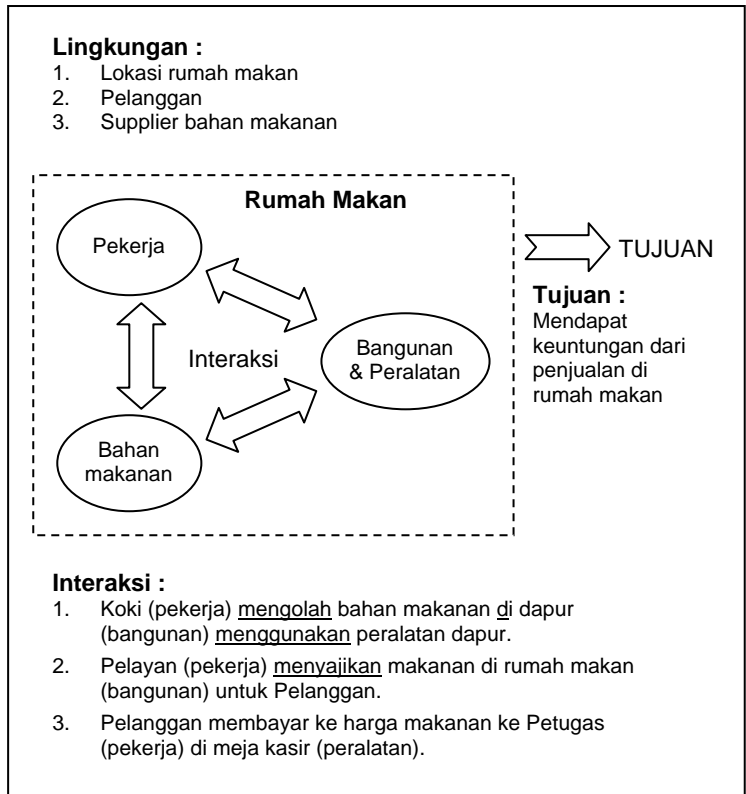 Lingkungan :
1. Lokasi rumah makan
2. Pelanggan
3. Supplier bahan makanan
Rumah Makan
Pekerja
TUJUAN
Tujuan :
Mendapat
keuntungan dari
penjualan di
rumah makan
Interaksi
Bangunan
& Peralatan
Bahan
makanan
Interaksi :
1. Koki (pekerja) mengolah bahan makanan di dapur
(bangunan) menggunakan peralatan dapur.
2. Pelayan (pekerja) menyajikan makanan di rumah makan
(bangunan) untuk Pelanggan.
3. Pelanggan membayar ke harga makanan ke Petugas
(pekerja) di meja kasir (peralatan).